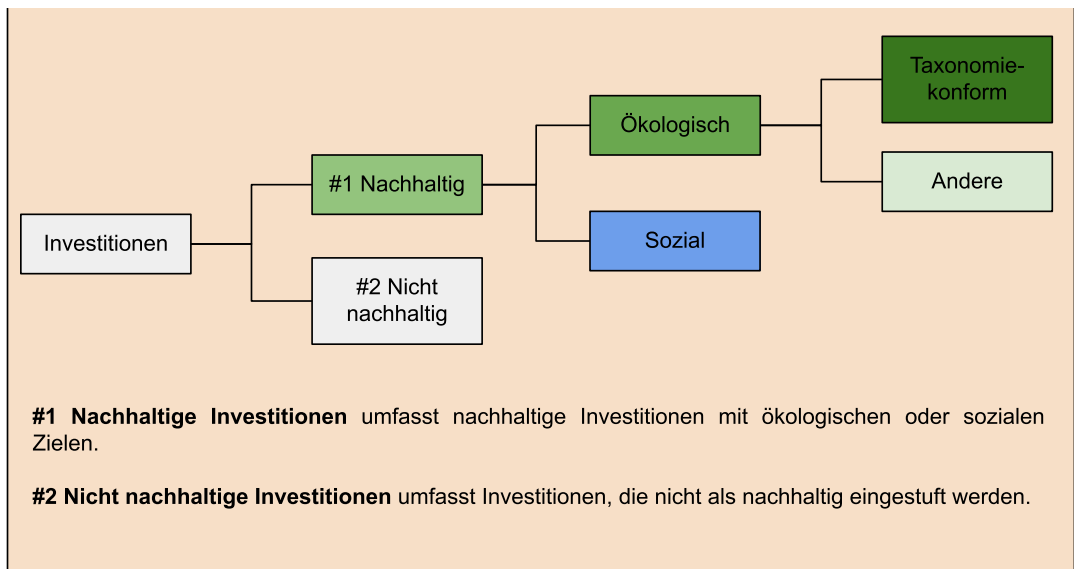 Taxonomie-
konform
Ökologisch
Andere
#1 Nachhaltig
Sozial
Investitionen
#2 Nicht
nachhaltig
#1 Nachhaltige Investitionen umfasst nachhaltige Investitionen mit ökologischen oder sozialen
Zielen.
#2 Nicht nachhaltige Investitionen umfasst Investitionen, die nicht als nachhaltig eingestuft werden.